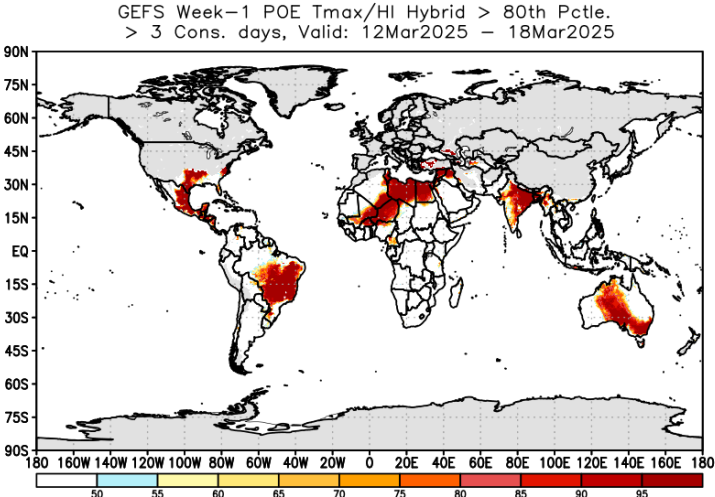 GEFS Week-1 POE Tmax/HI Hybrid > 80th Pctle.
> 3 Cons. days, Valid: 12Mar2025 - 18Mar2025
90N
75N
60N
45N
30N
15N
EQ
15S
30S
45S
60S
75S
90S
180 160W 140W 120W 100W 80W 60W 40W 20W 0 20E 40E 60E 80E 100E 120E 140E 160E 180
50 55 60 65 70 75 80 85 90 95